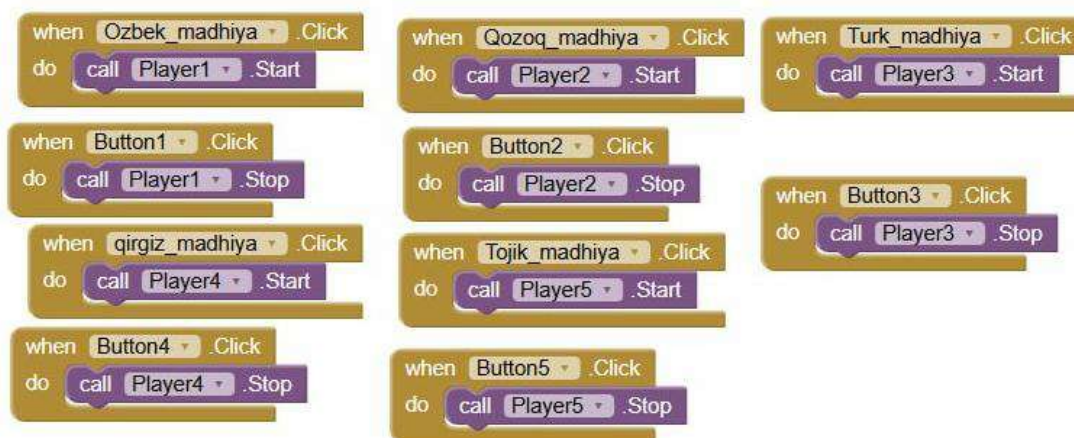 when Ozbek_madhiya .Click
do call Player1 .Start
when Button1 .Click
do call Player1 .Stop
when qirgiz_madhiya .Click
do call Player4 .Start
when Button4 .Click
do call Player4 .Stop
when Qozoq_madhiya .Click
do call Player2 .Start
when Button2 .Click
do call Player2 .Stop
when Tojik_madhiya .Click
do call Player5 .Start
when Button5 .Click
do call Player5 .Stop
when Turk_madhiya .Click
do call Player3 .Start
when Button3 .Click
do call Player3 .Stop